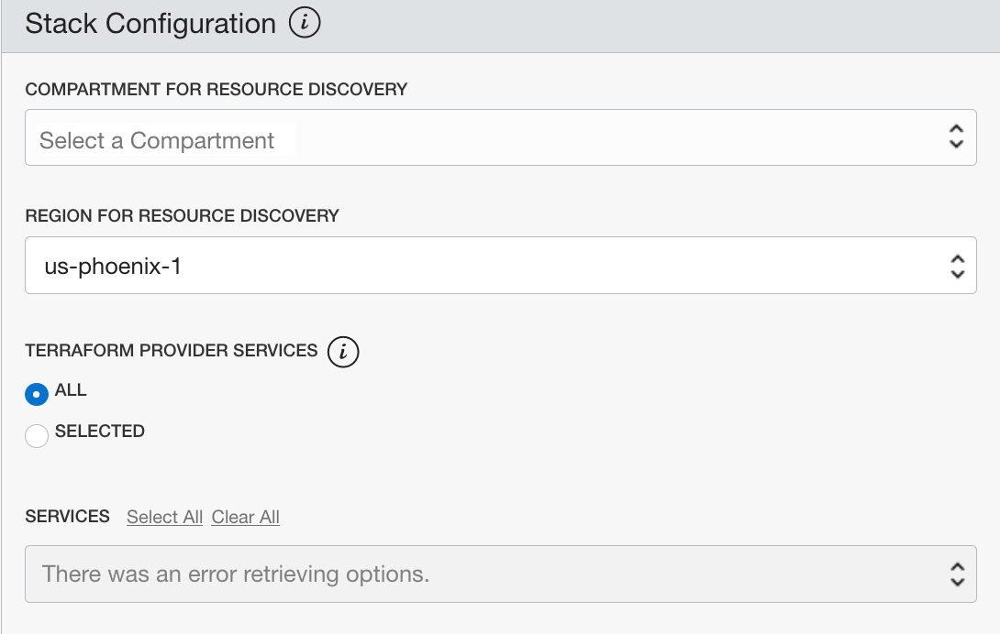 Stack Configuration i
COMPARTMENT FOR RESOURCE DISCOVERY
Select a Compartment
REGION FOR RESOURCE DISCOVERY
us-phoenix-1
TERRAFORM PROVIDER SERVICES i
ALL
SELECTED
SERVICES Select All Clear All
There was an error retrieving options.